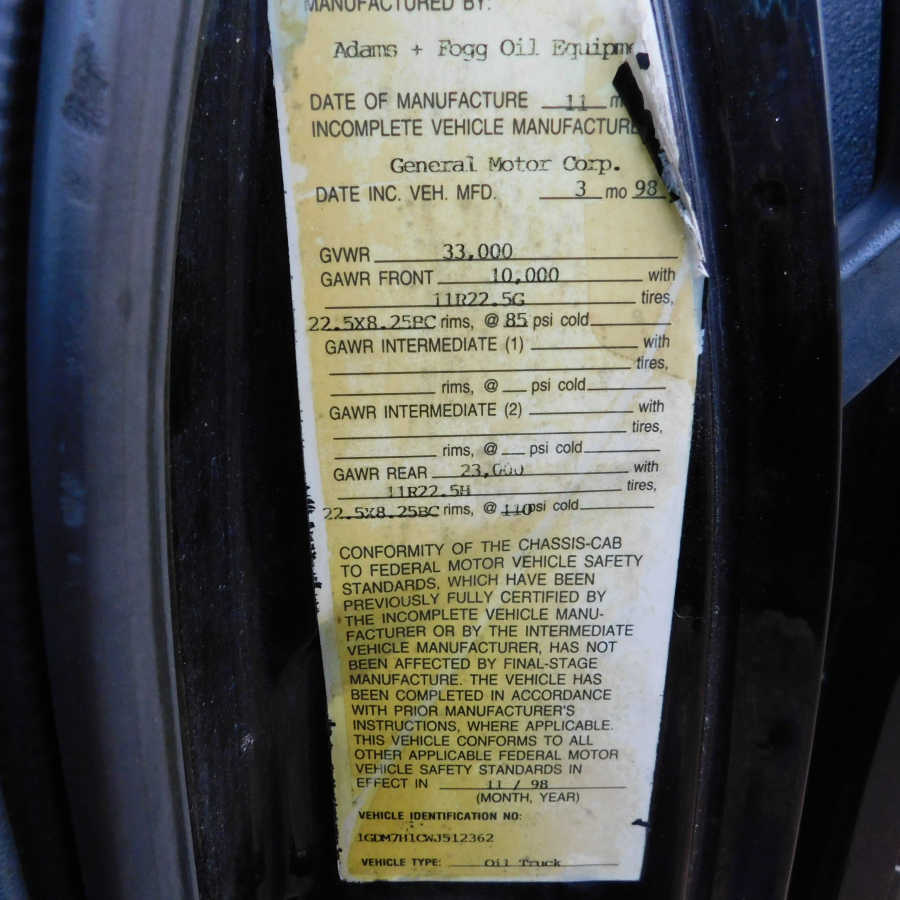 MANUFACTURED BY:
Adams + Fogg Oil
DATE OF MANUFACTURE 11
INCOMPLETE VEHICLE
General Motor Corp.
DATE INC. VEH. MFD. 3 mo 98
GVWR 33,000
GAWR FRONT 10,000 with
11R22.5G tires,
22.5X8.25BC rims, @ 85 psi cold
GAWR INTERMEDIATE (1) with
tires,
rims, @ psi cold
GAWR INTERMEDIATE (2) with
tires,
rims, @ psi cold
GAWR REAR 23,000 with
11R22.5H tires,
22.5X8.25BC rims, @ 110 psi cold
CONFORMITY OF THE CHASSIS-CAB
TO FEDERAL MOTOR VEHICLE SAFETY
STANDARDS, WHICH HAVE BEEN
PREVIOUSLY FULLY CERTIFIED BY
THE INCOMPLETE VEHICLE MANU-
FACTURER OR BY THE INTERMEDIATE
VEHICLE MANUFACTURER, HAS NOT
BEEN AFFECTED BY FINAL-STAGE
MANUFACTURE. THE VEHICLE HAS
BEEN COMPLETED IN ACCORDANCE
WITH PRIOR MANUFACTURER'S
INSTRUCTIONS, WHERE APPLICABLE.
THIS VEHICLE CONFORMS TO ALL
OTHER APPLICABLE FEDERAL MOTOR
VEHICLE SAFETY STANDARDS IN
EFFECT IN 11 / 98
(MONTH, YEAR)
VEHICLE IDENTIFICATION NO:
1GDM7H1CWJ512362
VEHICLE TYPE: Oil Truck